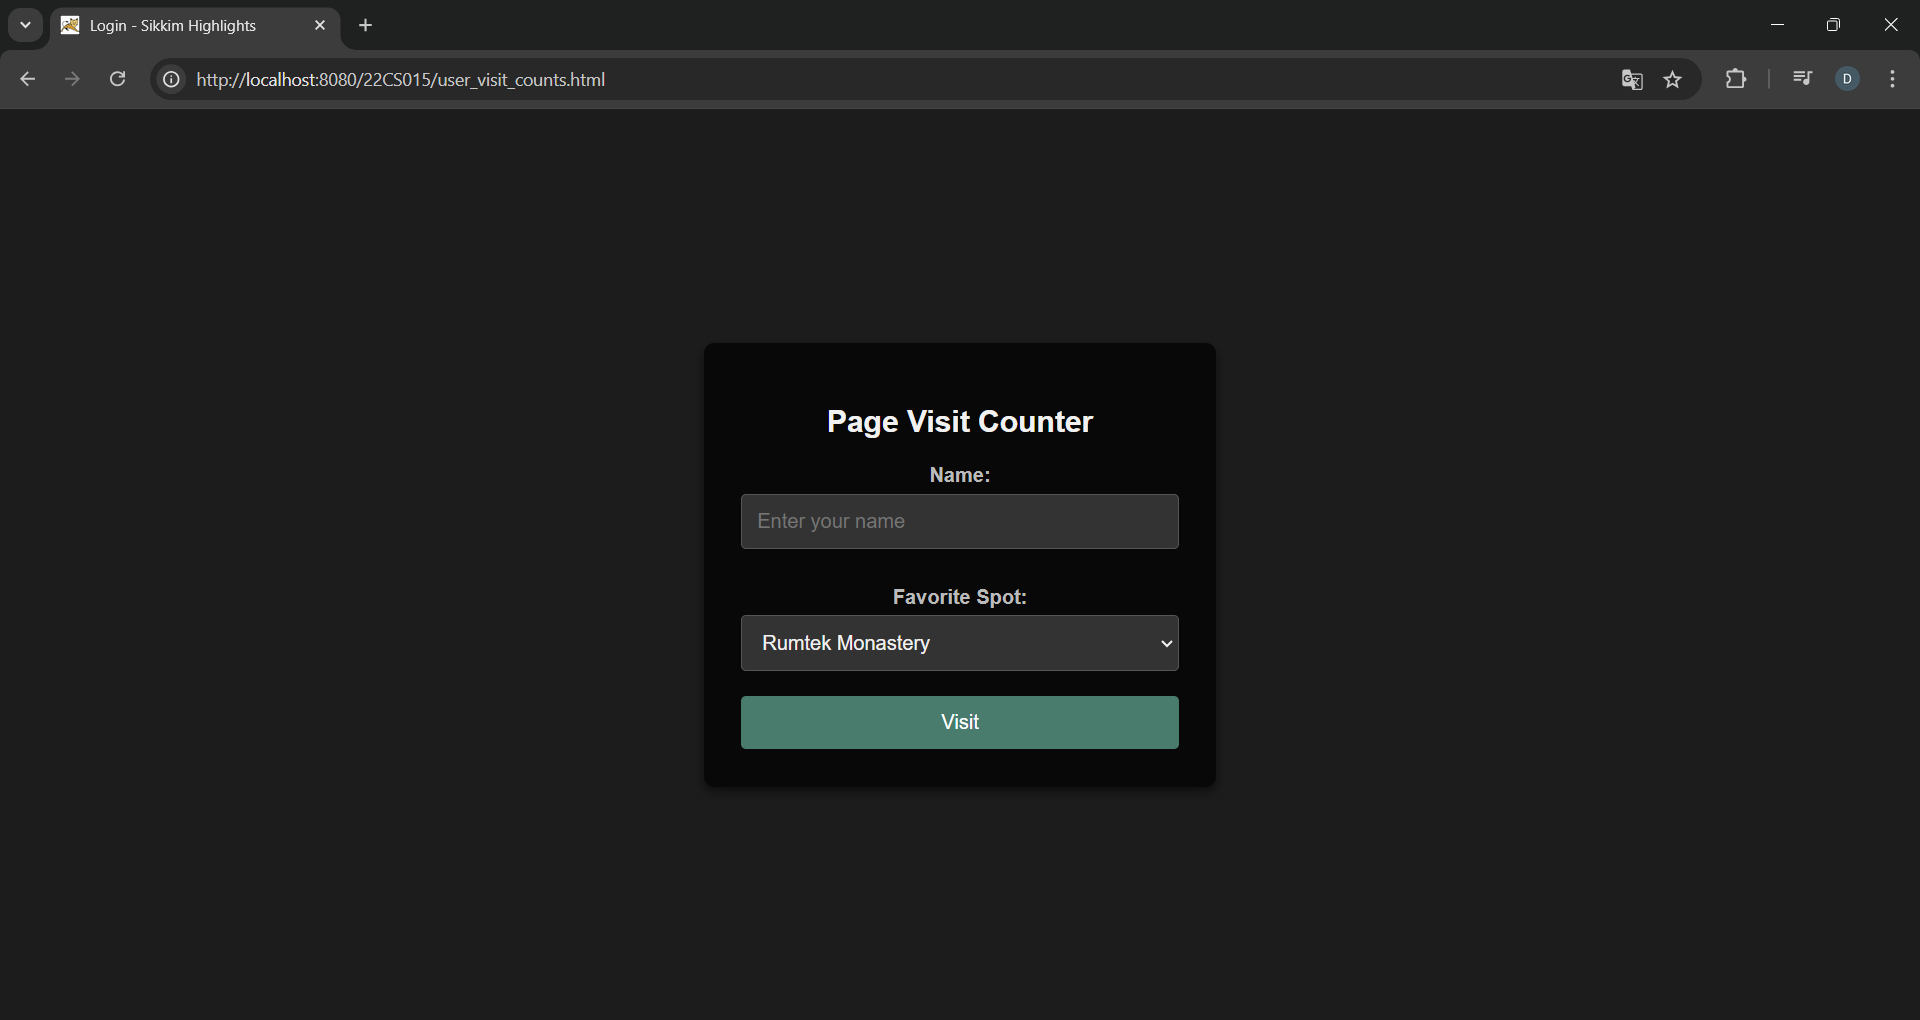 Login - Sikkim Highlights
http://localhost:8080/22CS015/user_visit_counts.html
D
Page Visit Counter
Name:
Enter your name
Favorite Spot:
Rumtek Monastery
Visit